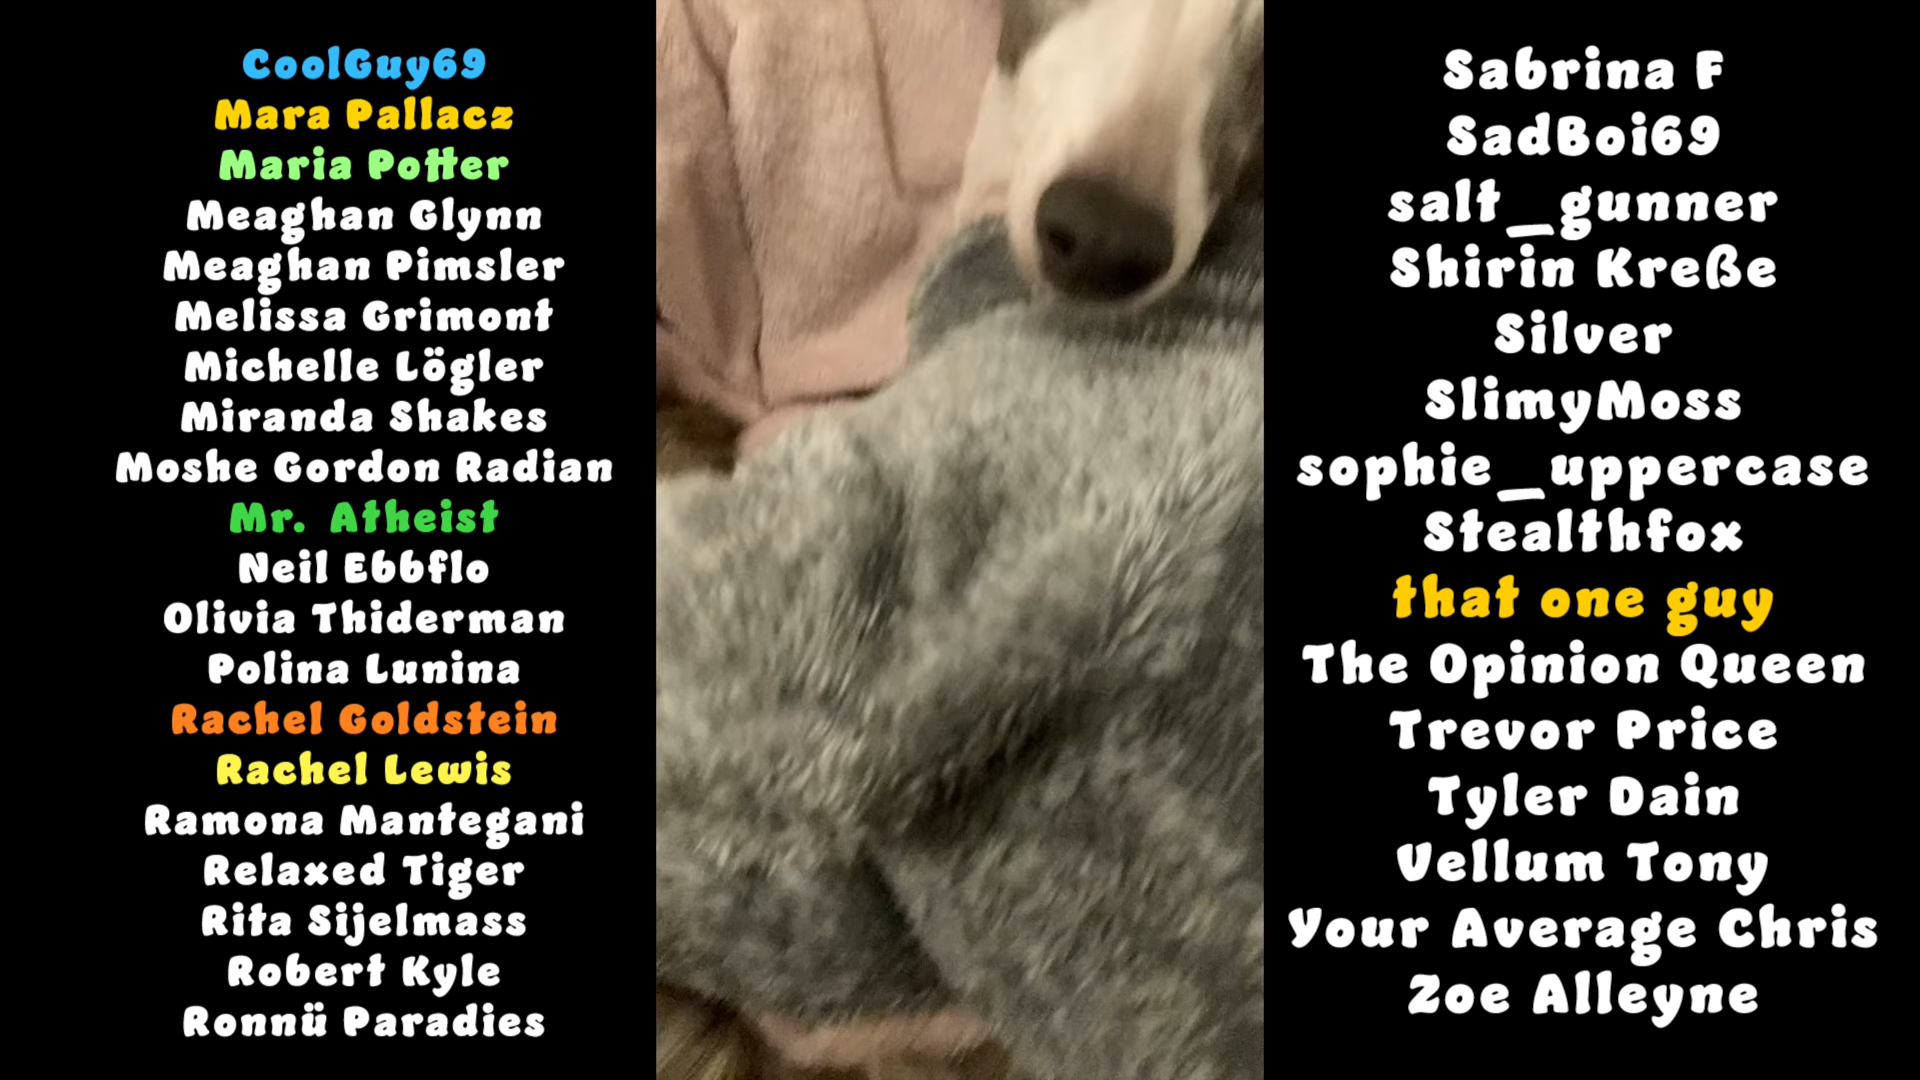 CoolGuy69
Mara Pallacz
Maria Potter
Meaghan Glynn
Meaghan Pimsler
Melissa Grimont
Michelle Lögler
Miranda Shakes
Moshe Gordon Radian
Mr. Atheist
Neil Ebbflo
Olivia Thiderman
Polina Lunina
Rachel Goldstein
Rachel Lewis
Ramona Mantegani
Relaxed Tiger
Rita Sijelmass
Robert Kyle
Ronnü Paradies
Sabrina F
SadBoi69
salt_gunner
Shirin Kreße
Silver
SlimyMoss
sophie_uppercase
Stealthfox
that one guy
The Opinion Queen
Trevor Price
Tyler Dain
Vellum Tony
Your Average Chris
Zoe Alleyne